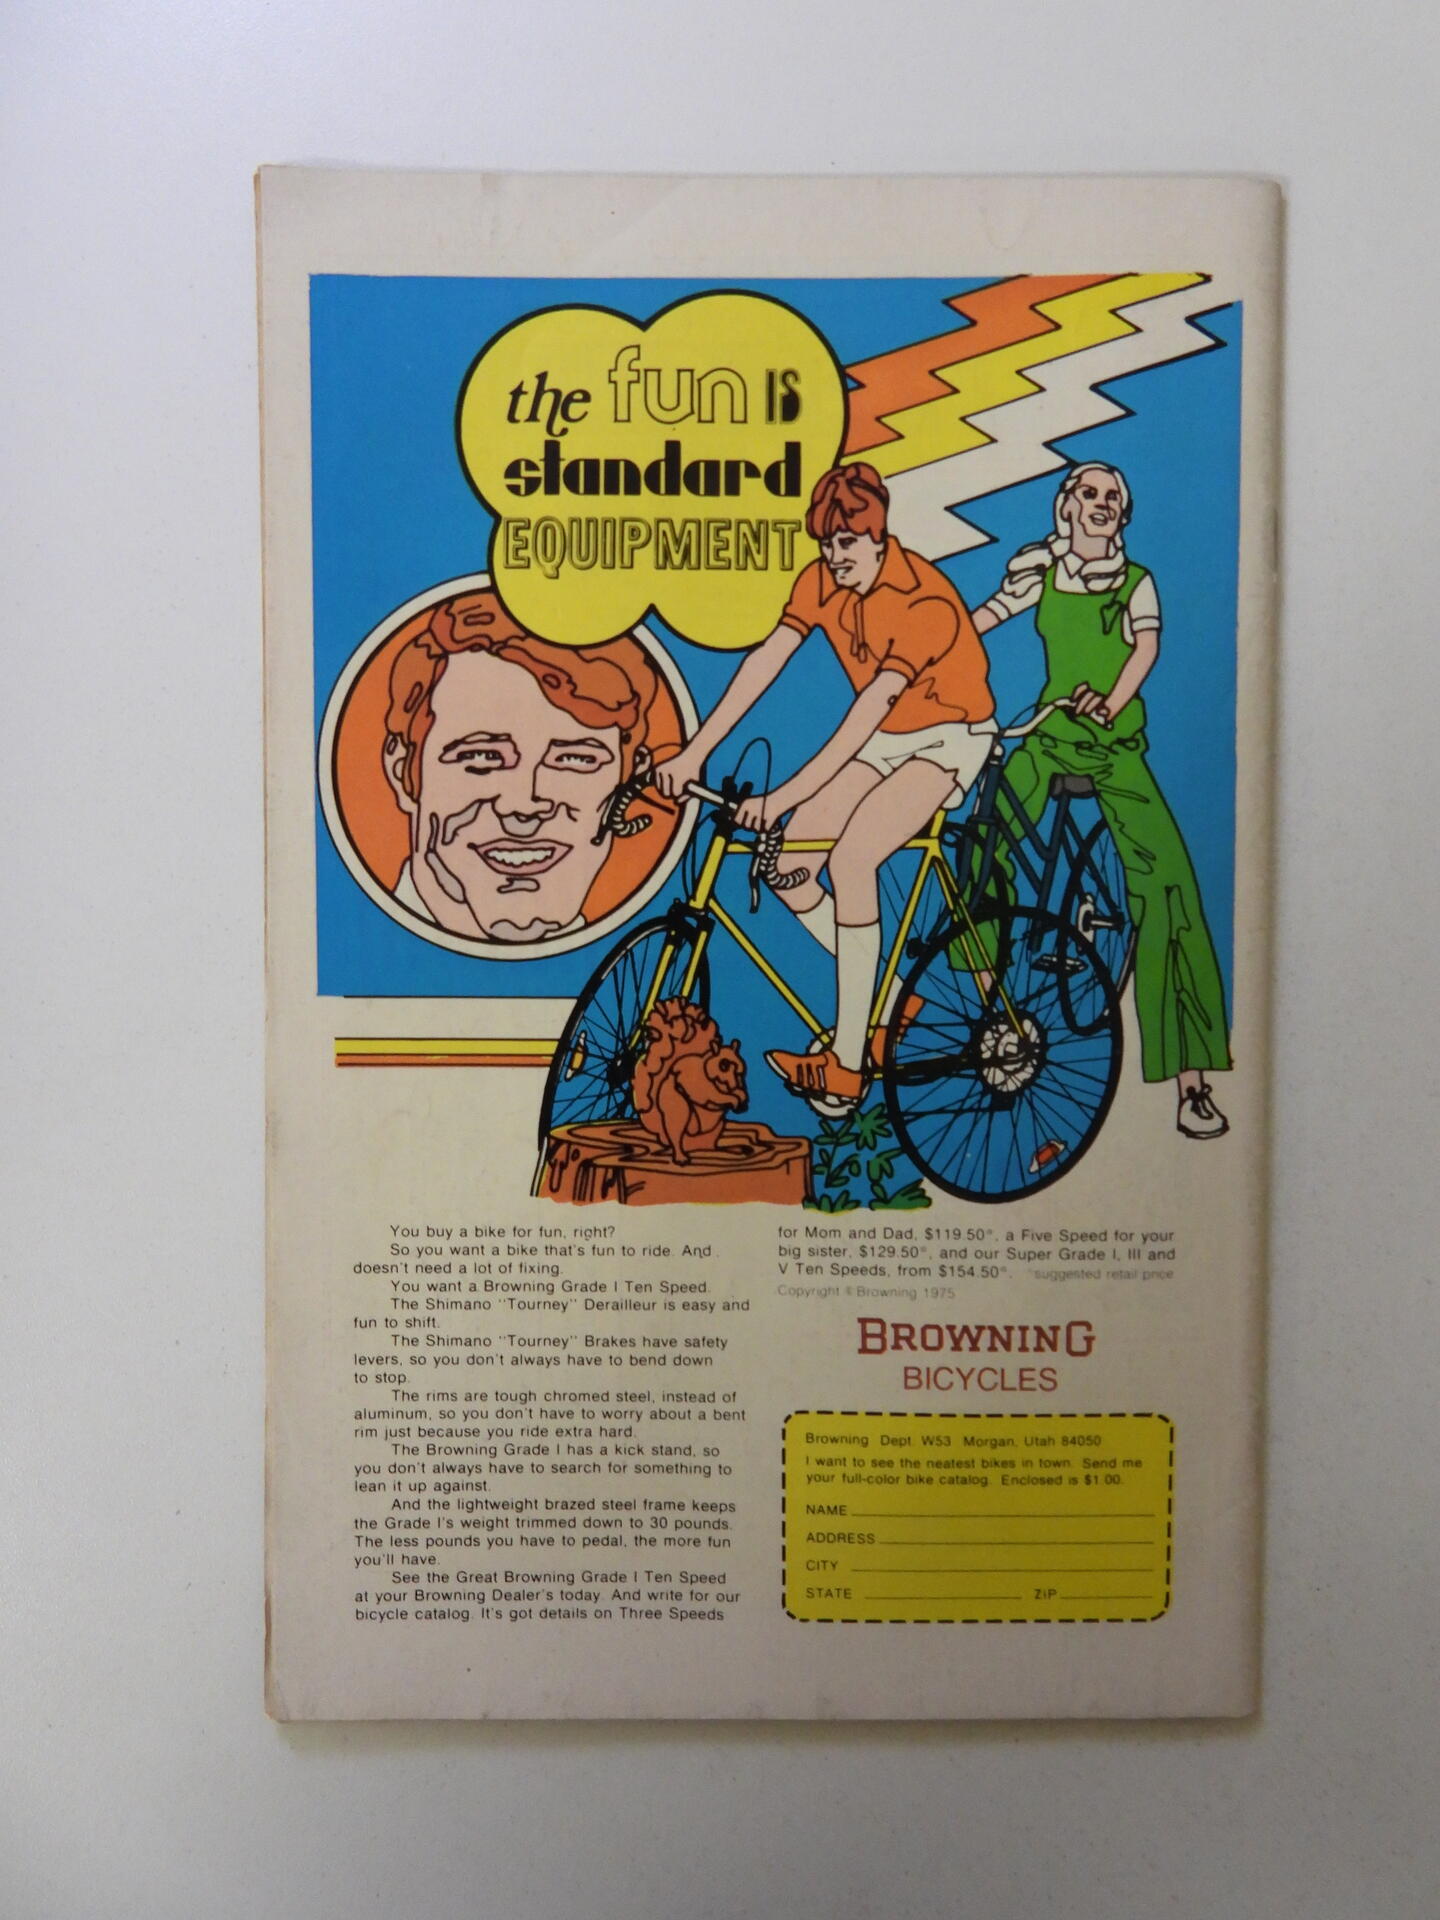 the fun IS
standard
EQUIPMENT
You buy a bike for fun, right?
So you want a bike that's fun to ride. And
doesn't need a lot of fixing.
You want a Browning Grade I Ten Speed.
The Shimano "Tourney" Derailleur is easy and
fun to shift.
The Shimano "Tourney" Brakes have safety
levers, so you don't always have to bend down
to stop.
The rims are tough chromed steel, instead of
aluminum, so you don't have to worry about a bent
rim just because you ride extra hard.
The Browning Grade I has a kick stand, so
you don't always have to search for something to
lean it up against.
And the lightweight brazed steel frame keeps
the Grade I's weight trimmed down to 30 pounds.
The less pounds you have to pedal, the more fun
you'll have.
See the Great Browning Grade I Ten Speed
at your Browning Dealer's today. And write for our
bicycle catalog. It's got details on Three Speeds
for Mom and Dad, $119.50*, a Five Speed for your
big sister, $129.50*, and our Super Grade I, III and
V Ten Speeds, from $154.50*. *suggested retail price
Copyright © Browning 1975
BROWNING
BICYCLES
Browning Dept. W53 Morgan, Utah 84050
I want to see the neatest bikes in town. Send me
your full-color bike catalog. Enclosed is $1.00.
NAME
ADDRESS
CITY
STATE ZIP